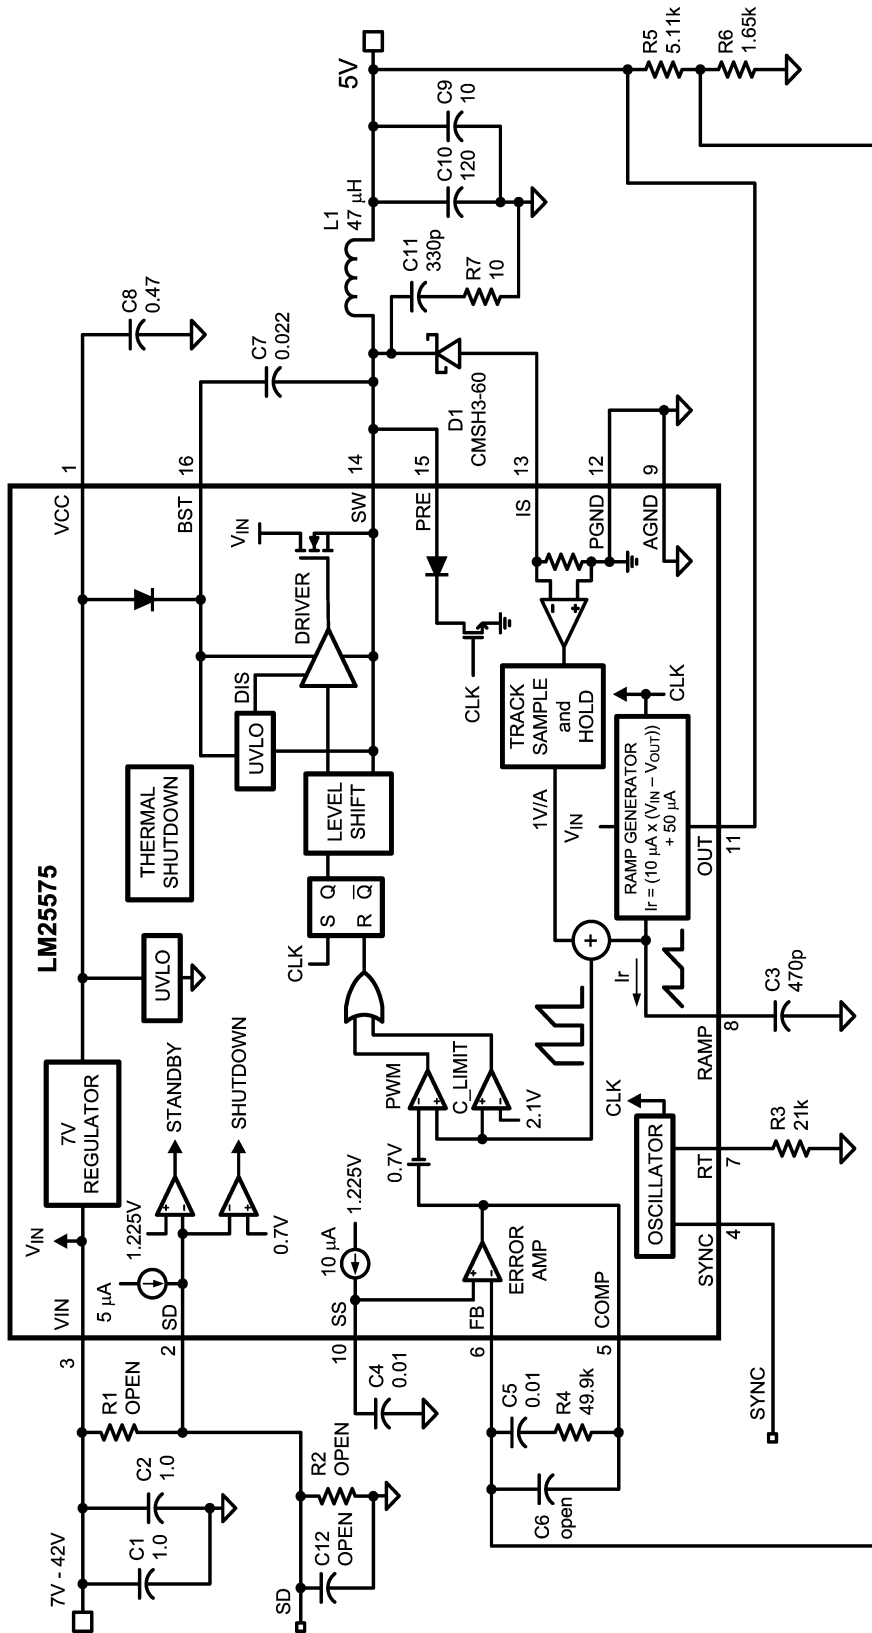 LM25575
7V - 42V
C1
1.0
C2
1.0
R1
OPEN
SD
C12
OPEN
R2
OPEN
3
VIN
VIN
7V
REGULATOR
5 µA
2
SD
1.225V
0.7V
STANDBY
SHUTDOWN
UVLO
THERMAL
SHUTDOWN
VCC
1
C8
0.47
BST
16
C7
0.022
UVLO
DIS
DRIVER
VIN
CLK
S Q
R Q
LEVEL
SHIFT
SW
14
L1
47 µH
5V
C10
120
C9
10
C11
330p
R7
10
D1
CMSH3-60
PRE
15
CLK
IS
13
PGND
12
AGND
9
10
SS
10 µA
1.225V
C4
0.01
6
FB
ERROR
AMP
0.7V
PWM
C_LIMIT
2.1V
+
1V/A
TRACK
SAMPLE
and
HOLD
VIN
RAMP GENERATOR
Ir = (10 µA x (VIN – VOUT))
+ 50 µA
CLK
Ir
OUT
11
C5
0.01
R4
49.9k
C6
open
COMP
5
OSCILLATOR
CLK
SYNC
4
SYNC
RT
7
R3
21k
RAMP
8
C3
470p
R5
5.11k
R6
1.65k